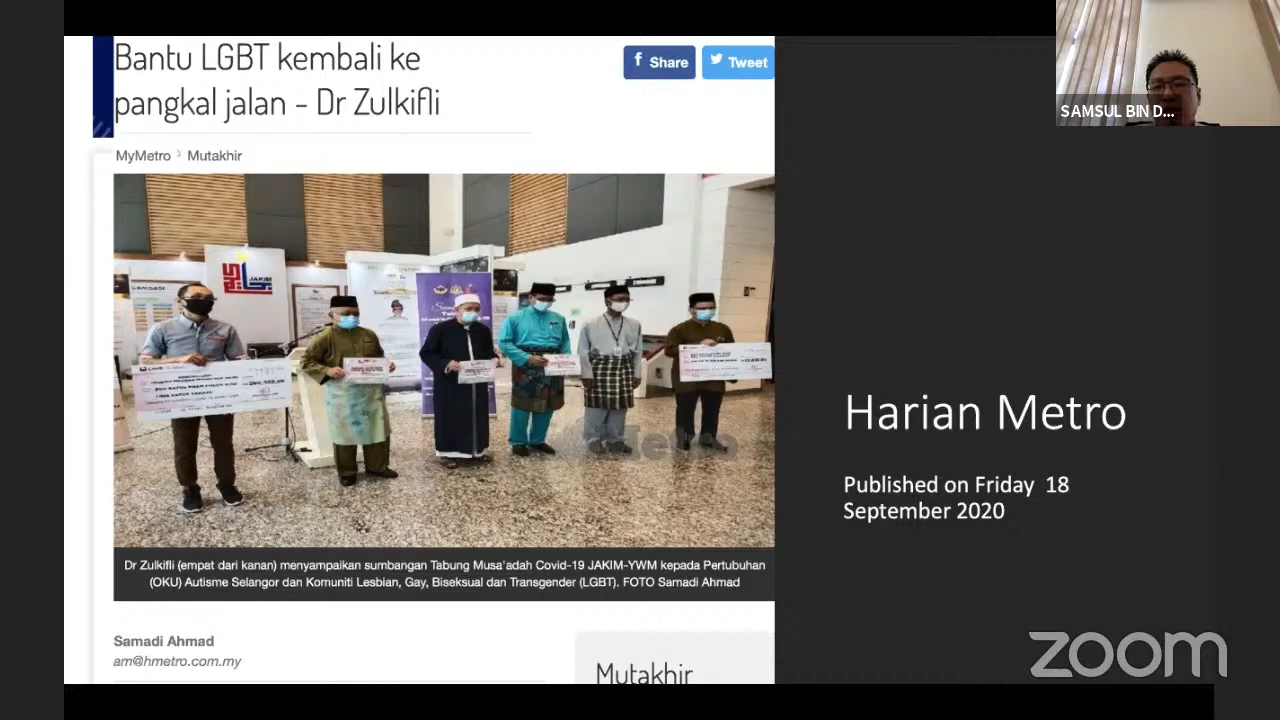 Bantu LGBT kembali ke
pangkal jalan - Dr Zulkifli
Share
Tweet
SAMSUL BIN D...
MyMetro › Mutakhir
JAKIM
Metro
Dr Zulkifli (empat dari kanan) menyampaikan sumbangan Tabung Musa'adah Covid-19 JAKIM-YWM kepada Pertubuhan
(OKU) Autisme Selangor dan Komuniti Lesbian, Gay, Biseksual dan Transgender (LGBT). FOTO Samadi Ahmad
Samadi Ahmad
am@hmetro.com.my
Mutakhir
Harian Metro
Published on Friday 18
September 2020
zoom